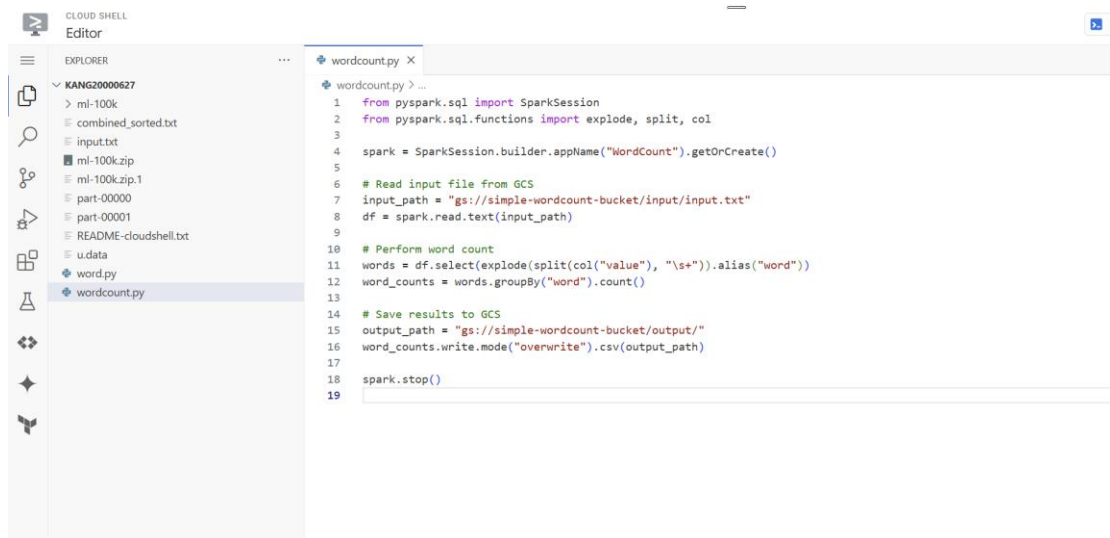 CLOUD SHELL
Editor
EXPLORER ...
KANG20000627
ml-100k
combined_sorted.txt
input.txt
ml-100k.zip
ml-100k.zip.1
part-00000
part-00001
README-cloudshell.txt
u.data
word.py
wordcount.py
wordcount.py ×
wordcount.py > ...
1 from pyspark.sql import SparkSession
2 from pyspark.sql.functions import explode, split, col
3
4 spark = SparkSession.builder.appName("WordCount").getOrCreate()
5
6 # Read input file from GCS
7 input_path = "gs://simple-wordcount-bucket/input/input.txt"
8 df = spark.read.text(input_path)
9
10 # Perform word count
11 words = df.select(explode(split(col("value"), "\s+")).alias("word"))
12 word_counts = words.groupBy("word").count()
13
14 # Save results to GCS
15 output_path = "gs://simple-wordcount-bucket/output/"
16 word_counts.write.mode("overwrite").csv(output_path)
17
18 spark.stop()
19